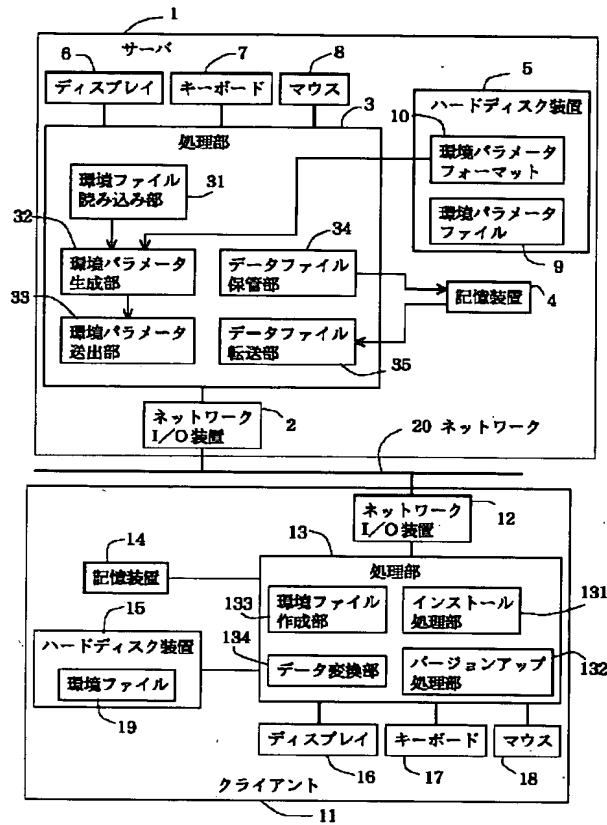 1
サーバ
6
7
8
ディスプレイ
キーボード
マウス
5
ハードディスク装置
3
処理部
10
環境パラメータ
フォーマット
環境ファイル
読み込み部
31
環境パラメータ
ファイル
9
32
34
環境パラメータ
生成部
データファイル
保管部
記憶装置
4
33
環境パラメータ
送出部
データファイル
転送部
35
ネットワーク
I/O装置
2
20 ネットワーク
ネットワーク
I/O装置
12
14
記憶装置
13
処理部
133
環境ファイル
作成部
インストール
処理部
131
15
ハードディスク装置
環境ファイル
19
134
データ変換部
バージョンアップ
処理部
132
ディスプレイ
キーボード
マウス
16
17
18
クライアント
11